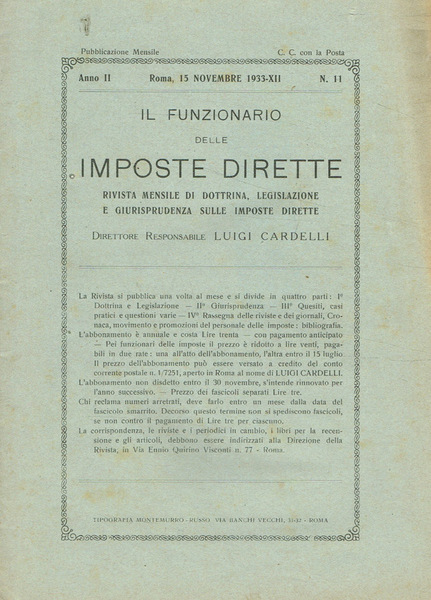 Pubblicazione Mensile C. C. con la Posta
Anno II Roma, 15 NOVEMBRE 1933-XII N. 11
IL FUNZIONARIO
DELLE
IMPOSTE DIRETTE
RIVISTA MENSILE DI DOTTRINA, LEGISLAZIONE
E GIURISPRUDENZA SULLE IMPOSTE DIRETTE
DIRETTORE RESPONSABILE LUIGI CARDELLI
La Rivista si pubblica una volta al mese e si divide in quattro parti: I°
Dottrina e Legislazione — II° Giurisprudenza — III° Quesiti, casi
pratici e questioni varie — IV° Rassegna delle riviste e dei giornali, Cro-
naca, movimento e promozioni del personale delle imposte: bibliografia.
L'abbonamento è annuale e costa Lire trenta — con pagamento anticipato
— Pei funzionari delle imposte il prezzo è ridotto a lire venti, paga-
bili in due rate: una all'atto dell'abbonamento, l'altra entro il 15 luglio
Il prezzo dell'abbonamento può essere versato a credito del conto
corrente postale n. 1/7251, aperto in Roma al nome di LUIGI CARDELLI.
L'abbonamento non disdetto entro il 30 novembre, s'intende rinnovato per
l'anno successivo. — Prezzo dei fascicoli separati Lire tre.
Chi reclama numeri arretrati, deve farlo entro un mese dalla data del
fascicolo smarrito. Decorso questo termine non si spediscono fascicoli,
se non contro il pagamento di Lire tre per ciascuno.
La corrispondenza, le riviste e i periodici in cambio, i libri per la recen-
sione e gli articoli, debbono essere indirizzati alla Direzione della
Rivista, in Via Ennio Quirino Visconti n. 77 - Roma.
TIPOGRAFIA MONTEMURRO - RUSSO VIA BANCHI VECCHI, 31-32 - ROMA